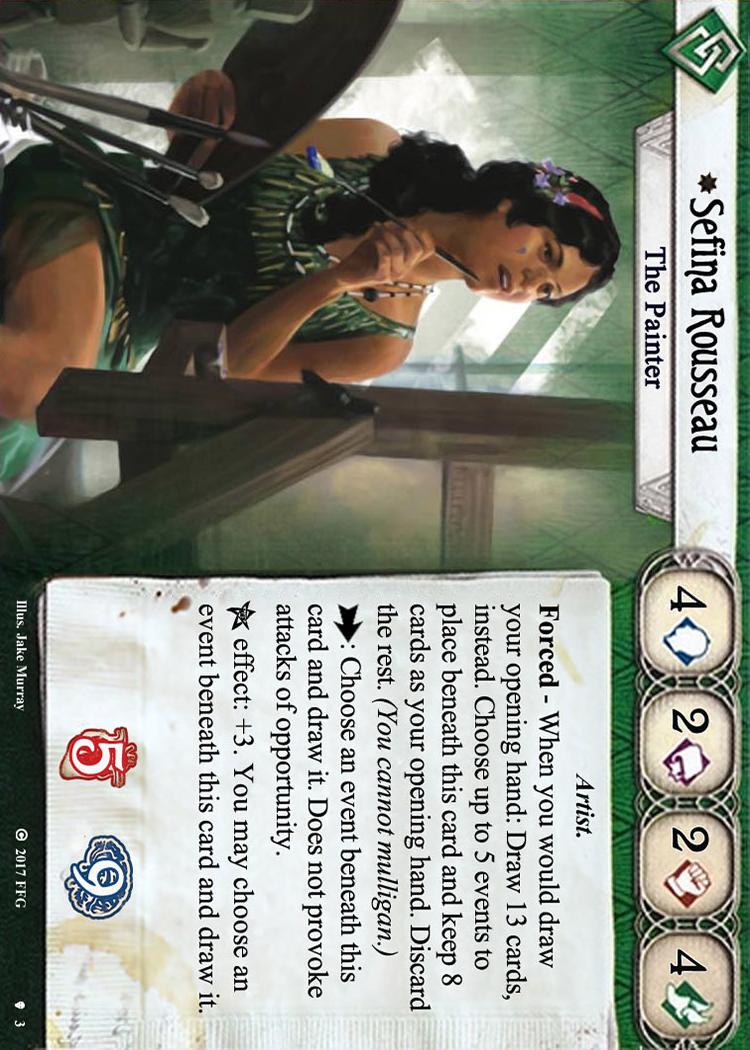 Sefina Rousseau
The Painter
4 2 2 4
Artist.
Forced - When you would draw
your opening hand: Draw 13 cards,
instead. Choose up to 5 events to
place beneath this card and keep 8
cards as your opening hand. Discard
the rest. (You cannot mulligan.)
: Choose an event beneath this
card and draw it. Does not provoke
attacks of opportunity.
effect: +3. You may choose an
event beneath this card and draw it.
5 9
Illus. Jake Murray
© 2017 FFG
3